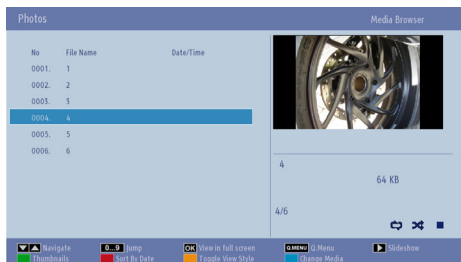 Photos Media Browser
No File Name Date/Time
0001. 1
0002. 2
0003. 3
0004. 4
0005. 5
0006. 6
4
64 KB
4/6
Navigate 0...9 Jump OK View in full screen Q.MENU Q.Menu Slideshow
Thumbnails Sort By Date Toggle View Style Change Media